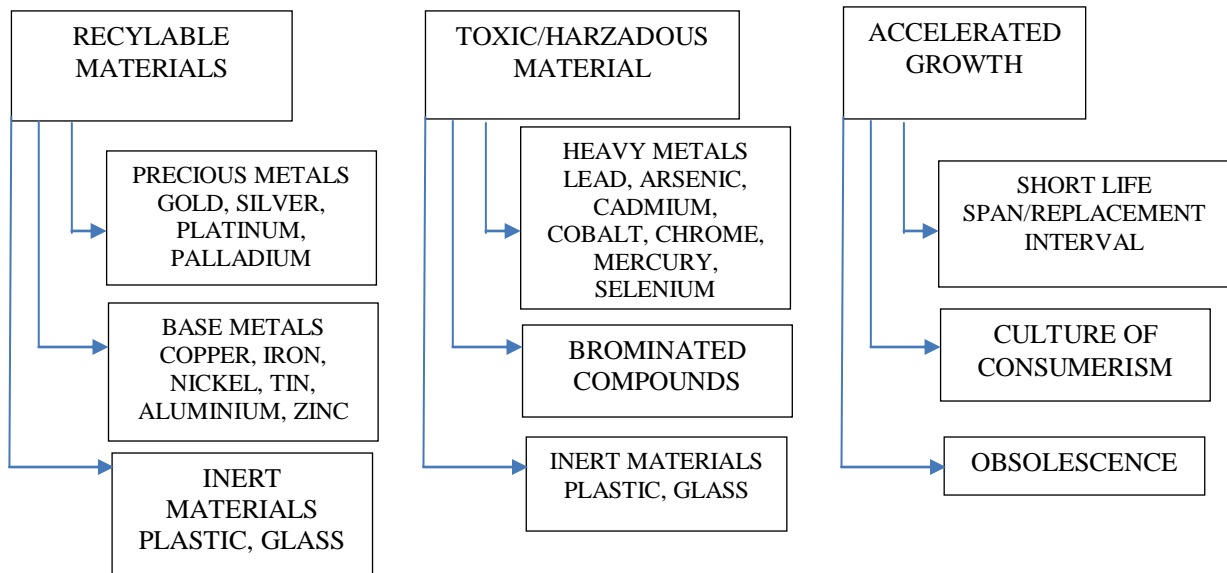 RECYLABLE
MATERIALS
PRECIOUS METALS
GOLD, SILVER,
PLATINUM,
PALLADIUM
BASE METALS
COPPER, IRON,
NICKEL, TIN,
ALUMINIUM, ZINC
INERT
MATERIALS
PLASTIC, GLASS
TOXIC/HARZADOUS
MATERIAL
HEAVY METALS
LEAD, ARSENIC,
CADMIUM,
COBALT, CHROME,
MERCURY,
SELENIUM
BROMINATED
COMPOUNDS
INERT MATERIALS
PLASTIC, GLASS
ACCELERATED
GROWTH
SHORT LIFE
SPAN/REPLACEMENT
INTERVAL
CULTURE OF
CONSUMERISM
OBSOLESCENCE